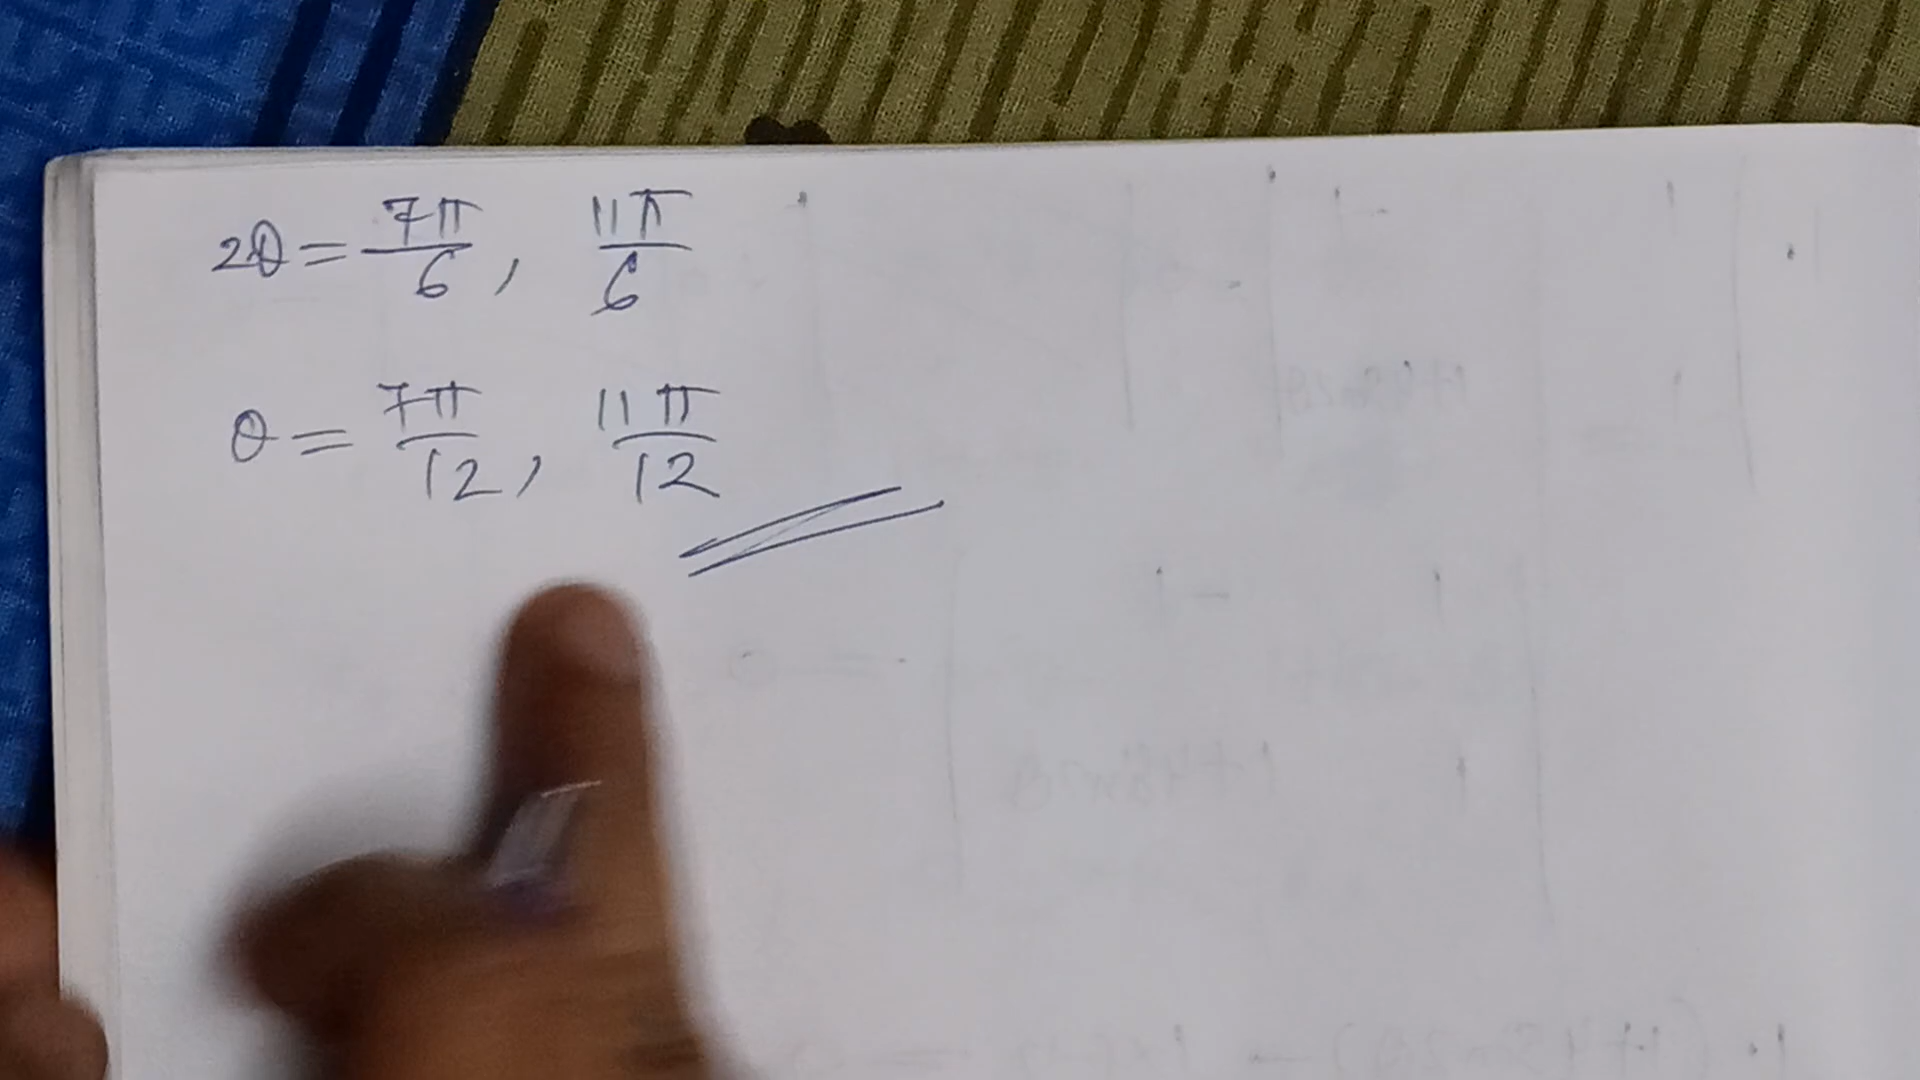 2θ = 7π/6, 11π/6
θ = 7π/12, 11π/12